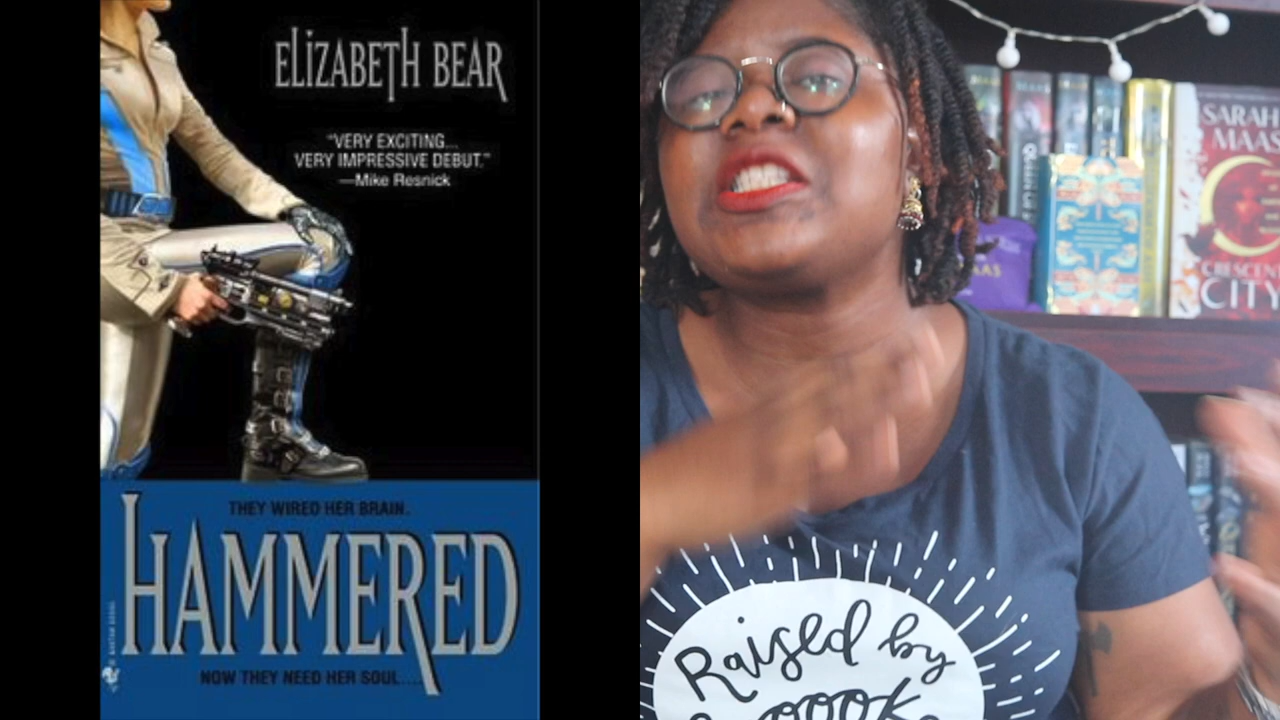 ELIZABETH BEAR
"VERY EXCITING...
VERY IMPRESSIVE DEBUT."
—Mike Resnick
THEY WIRED HER BRAIN.
HAMMERED
NOW THEY NEED HER SOUL....
SARAH
MAAS
CRESCENT
CITY
Raised by